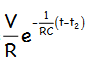 V/R e^{-1/RC (t-t₂)}